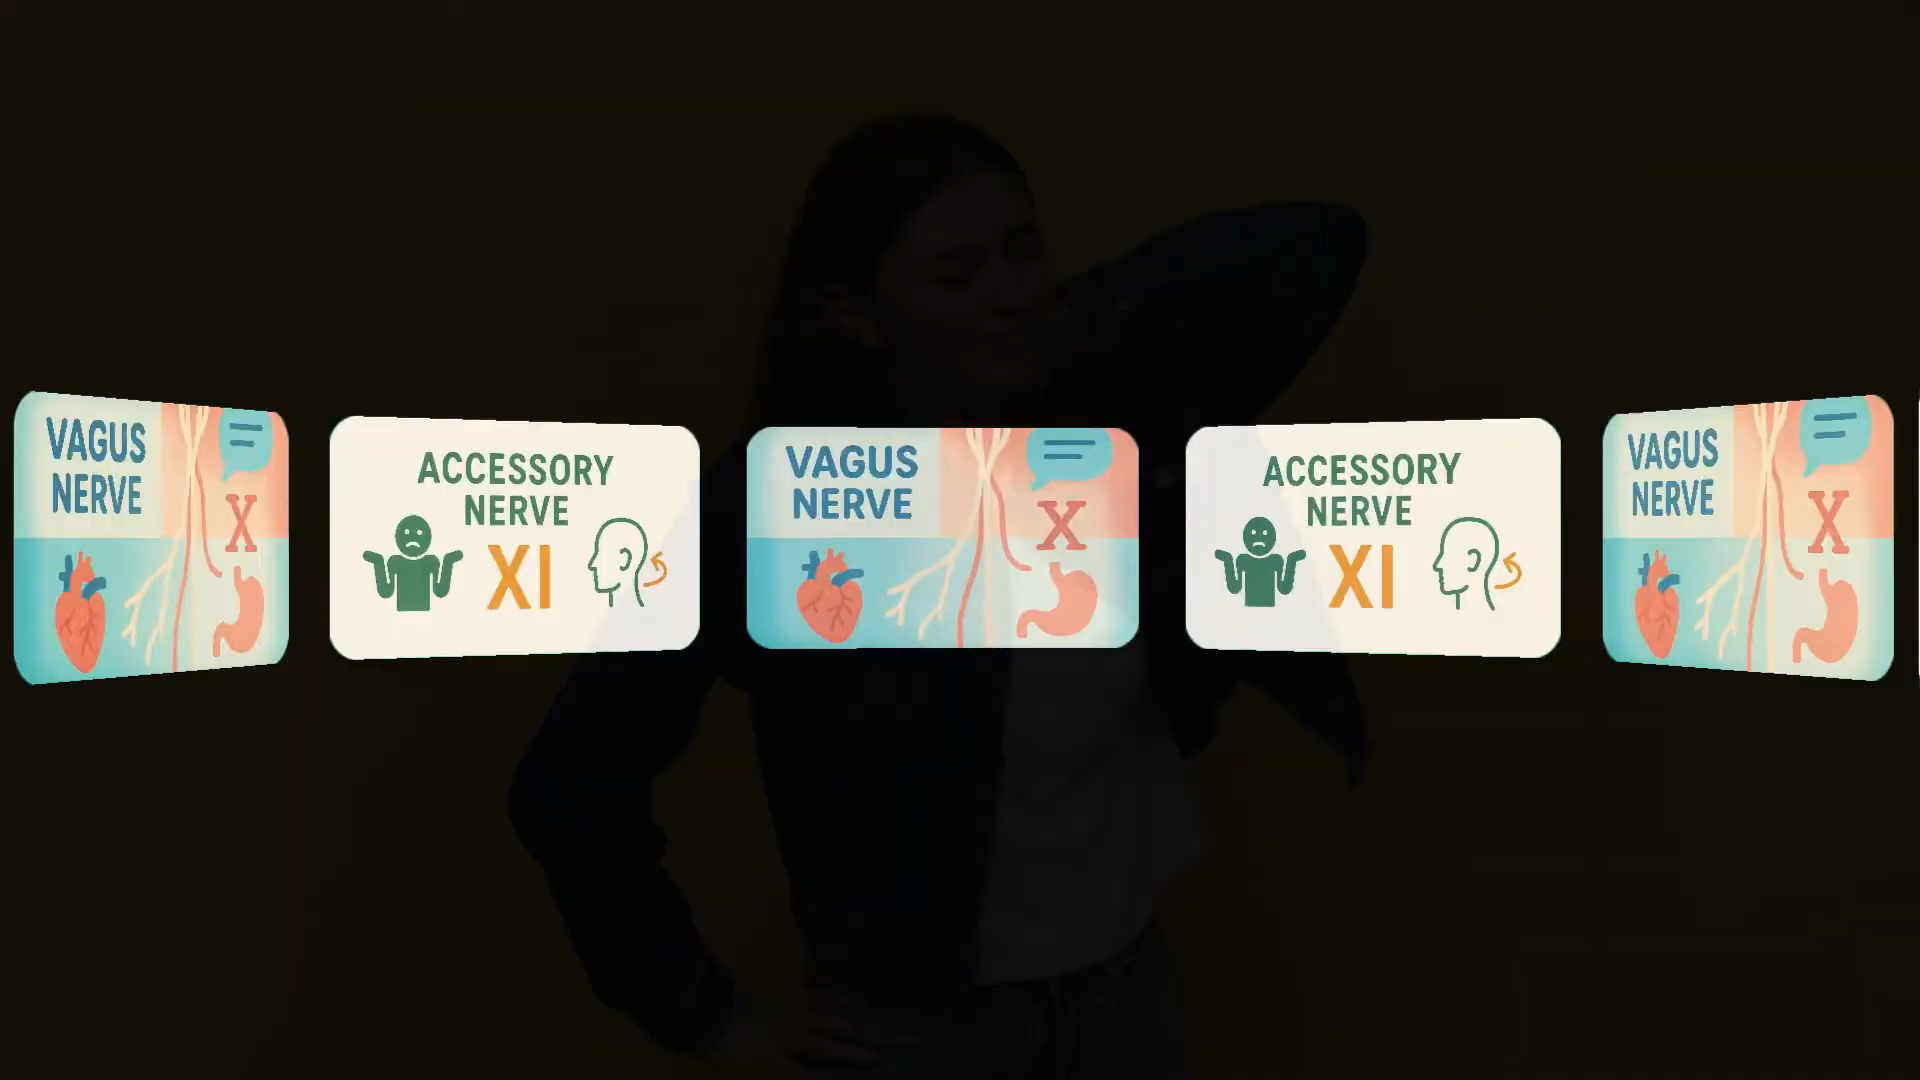 VAGUS
NERVE
X
ACCESSORY
NERVE
XI
VAGUS
NERVE
X
ACCESSORY
NERVE
XI
VAGUS
NERVE
X